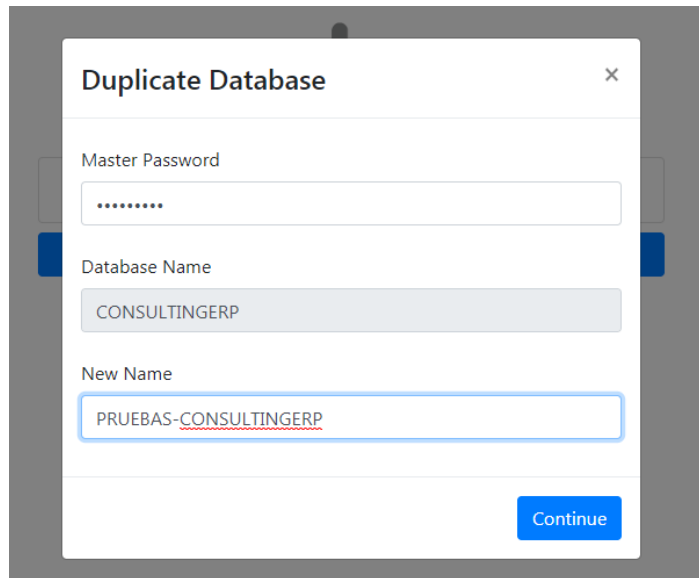 Duplicate Database ×
Master Password
•••••••••
Database Name
CONSULTINGERP
New Name
PRUEBAS-CONSULTINGERP
Continue